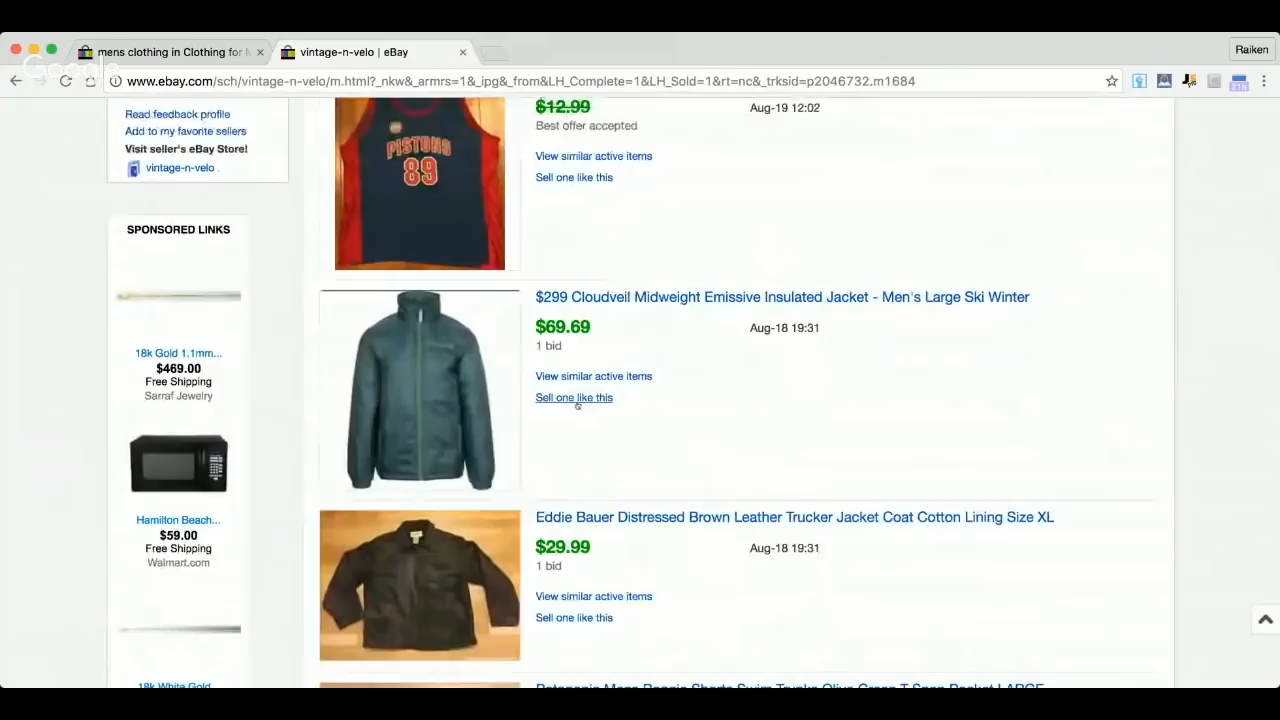 mens clothing in Clothing for M
vintage-n-velo | eBay
Raiken
Google
www.ebay.com/sch/vintage-n-velo/m.html?_nkw&_armrs=1&_ipg&_from&LH_Complete=1&LH_Sold=1&rt=nc&_trksid=p2046732.m1684
Read feedback profile
Add to my favorite sellers
Visit seller's eBay Store!
vintage-n-velo
SPONSORED LINKS
18k Gold 1.1mm...
$469.00
Free Shipping
Sarraf Jewelry
Hamilton Beach...
$59.00
Free Shipping
Walmart.com
18k White Gold
PISTONS
89
$12.99
Aug-19 12:02
Best offer accepted
View similar active items
Sell one like this
$299 Cloudveil Midweight Emissive Insulated Jacket - Men's Large Ski Winter
$69.69
Aug-18 19:31
1 bid
View similar active items
Sell one like this
Eddie Bauer Distressed Brown Leather Trucker Jacket Coat Cotton Lining Size XL
$29.99
Aug-18 19:31
1 bid
View similar active items
Sell one like this
Patagonia Mens Baggie Shorts Swim Trunks Olive Green T Snap Pocket LARGE